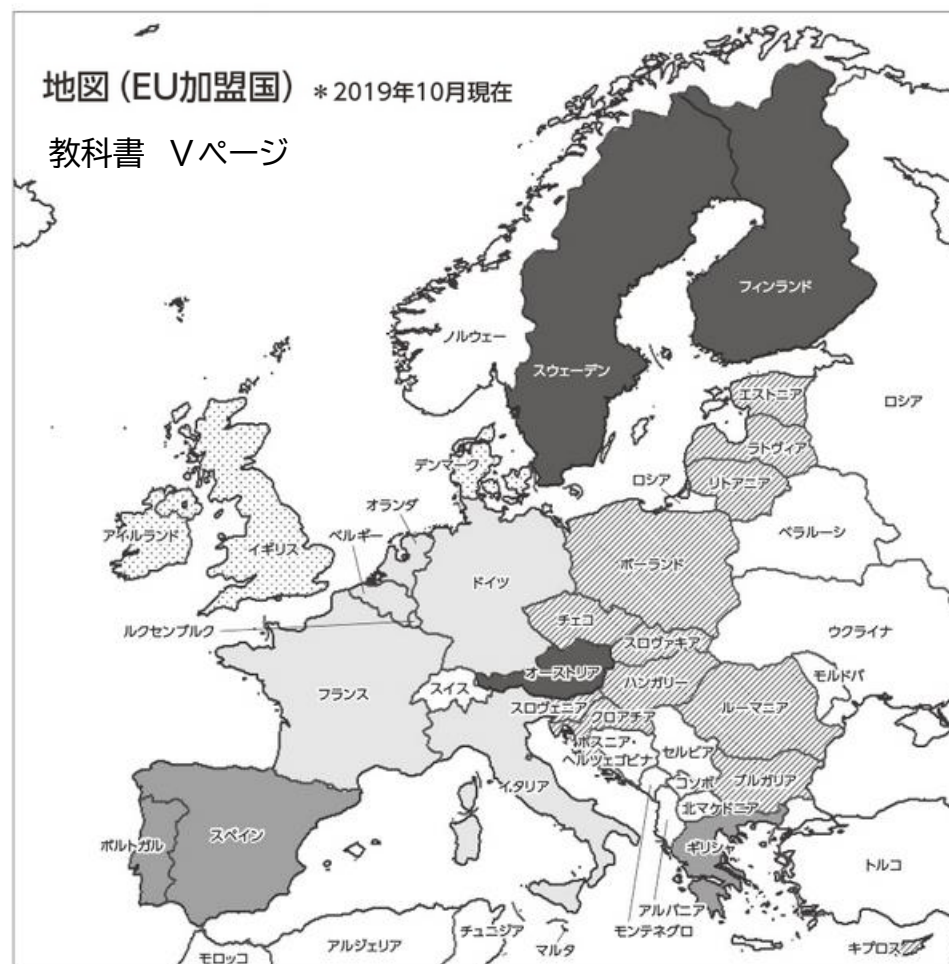 地図（EU加盟国） ＊2019年10月現在
教科書 Ⅴページ
フィンランド
ノルウェー
スウェーデン
エストニア
ロシア
ラトヴィア
デンマーク
ロシア
リトアニア
オランダ
アイルランド
イギリス
ベルギー
ベラルーシ
ポーランド
ドイツ
チェコ
ルクセンブルク
ウクライナ
スロヴァキア
オーストリア
モルドバ
ハンガリー
フランス
スイス
スロヴェニア
クロアチア
ルーマニア
ボスニア・
ヘルツェゴビナ
セルビア
イタリア
コソボ
ブルガリア
北マケドニア
スペイン
ポルトガル
ギリシャ
トルコ
アルバニア
モンテネグロ
チュニジア
アルジェリア
マルタ
キプロス
モロッコ